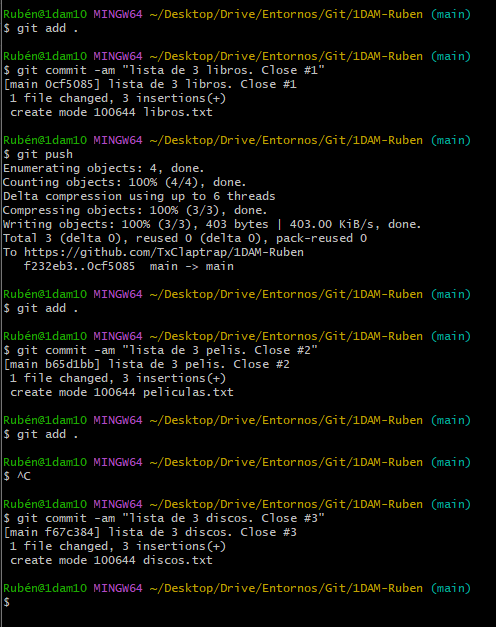 Rubén@1dam10 MINGW64 ~/Desktop/Drive/Entornos/Git/1DAM-Ruben (main)
$ git add .
Rubén@1dam10 MINGW64 ~/Desktop/Drive/Entornos/Git/1DAM-Ruben (main)
$ git commit -am "lista de 3 libros. Close #1"
[main 0cf5085] lista de 3 libros. Close #1
 1 file changed, 3 insertions(+)
 create mode 100644 libros.txt
Rubén@1dam10 MINGW64 ~/Desktop/Drive/Entornos/Git/1DAM-Ruben (main)
$ git push
Enumerating objects: 4, done.
Counting objects: 100% (4/4), done.
Delta compression using up to 6 threads
Compressing objects: 100% (3/3), done.
Writing objects: 100% (3/3), 403 bytes | 403.00 KiB/s, done.
Total 3 (delta 0), reused 0 (delta 0), pack-reused 0
To https://github.com/TxClaptrap/1DAM-Ruben
   f232eb3..0cf5085  main -> main
Rubén@1dam10 MINGW64 ~/Desktop/Drive/Entornos/Git/1DAM-Ruben (main)
$ git add .
Rubén@1dam10 MINGW64 ~/Desktop/Drive/Entornos/Git/1DAM-Ruben (main)
$ git commit -am "lista de 3 pelis. Close #2"
[main b65d1bb] lista de 3 pelis. Close #2
 1 file changed, 3 insertions(+)
 create mode 100644 peliculas.txt
Rubén@1dam10 MINGW64 ~/Desktop/Drive/Entornos/Git/1DAM-Ruben (main)
$ git add .
Rubén@1dam10 MINGW64 ~/Desktop/Drive/Entornos/Git/1DAM-Ruben (main)
$ ^C
Rubén@1dam10 MINGW64 ~/Desktop/Drive/Entornos/Git/1DAM-Ruben (main)
$ git commit -am "lista de 3 discos. Close #3"
[main f67c384] lista de 3 discos. Close #3
 1 file changed, 3 insertions(+)
 create mode 100644 discos.txt
Rubén@1dam10 MINGW64 ~/Desktop/Drive/Entornos/Git/1DAM-Ruben (main)
$